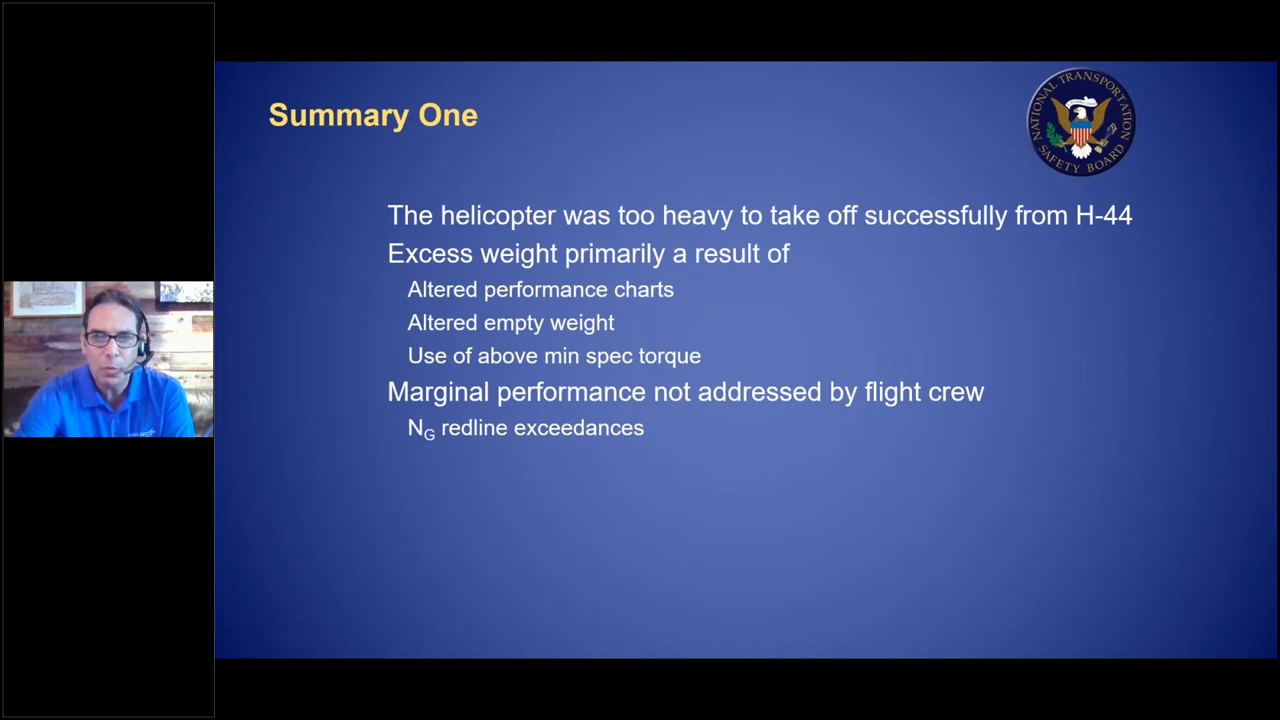 Summary One
NATIONAL TRANSPORTATION
SAFETY BOARD
The helicopter was too heavy to take off successfully from H-44
Excess weight primarily a result of
Altered performance charts
Altered empty weight
Use of above min spec torque
Marginal performance not addressed by flight crew
NG redline exceedances